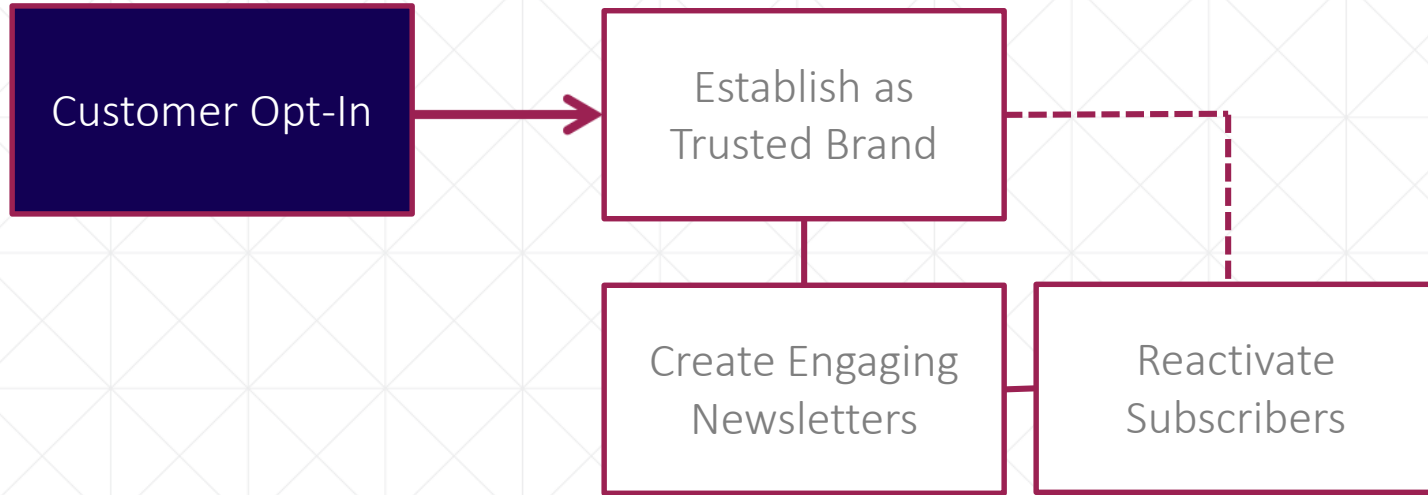 Customer Opt-In
Establish as
Trusted Brand
Create Engaging
Newsletters
Reactivate
Subscribers